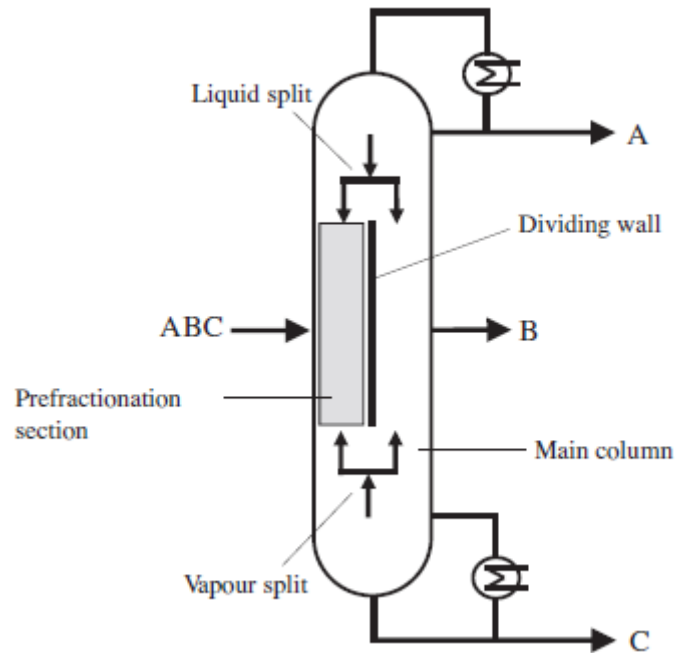 Liquid split
A
Dividing wall
ABC
B
Prefractionation
section
Main column
Vapour split
C